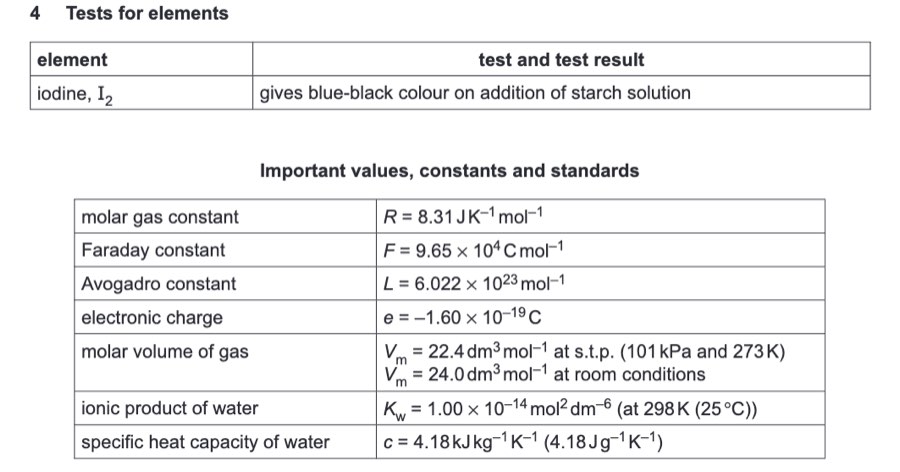 4 Tests for elements
element test and test result
iodine, I₂ gives blue-black colour on addition of starch solution
Important values, constants and standards
molar gas constant R = 8.31 J K⁻¹ mol⁻¹
Faraday constant F = 9.65 × 10⁴ C mol⁻¹
Avogadro constant L = 6.022 × 10²³ mol⁻¹
electronic charge e = −1.60 × 10⁻¹⁹ C
molar volume of gas Vₘ = 22.4 dm³ mol⁻¹ at s.t.p. (101 kPa and 273 K)
Vₘ = 24.0 dm³ mol⁻¹ at room conditions
ionic product of water K_w = 1.00 × 10⁻¹⁴ mol² dm⁻⁶ (at 298 K (25 °C))
specific heat capacity of water c = 4.18 kJ kg⁻¹ K⁻¹ (4.18 J g⁻¹ K⁻¹)